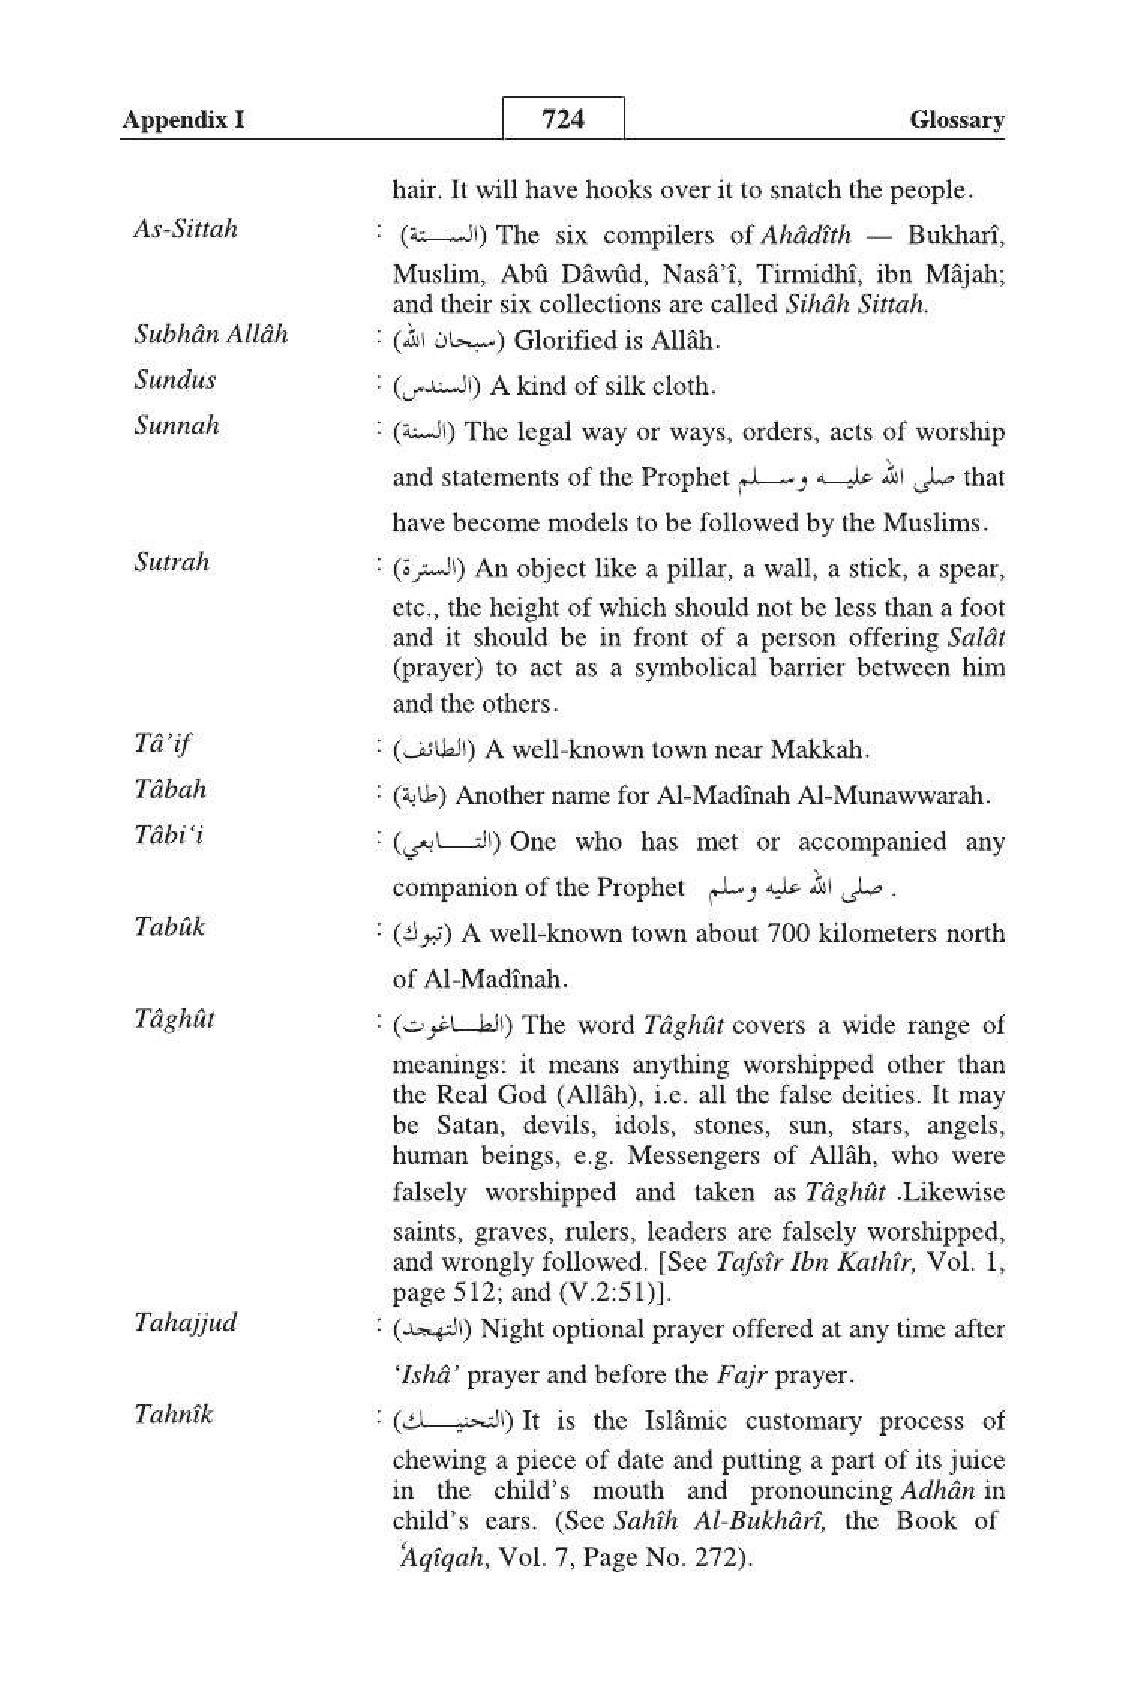 Appendix I 724 Glossary
hair. It will have hooks over it to snatch the people.
As-Sittah : (الستة) The six compilers of Ahâdîth — Bukharî,
Muslim, Abû Dâwûd, Nasâ’î, Tirmidhî, ibn Mâjah;
and their six collections are called Sihâh Sittah.
Subhân Allâh : (سبحان الله) Glorified is Allâh.
Sundus : (السندس) A kind of silk cloth.
Sunnah : (السنة) The legal way or ways, orders, acts of worship
and statements of the Prophet صلى الله عليه وسلم that
have become models to be followed by the Muslims.
Sutrah : (السترة) An object like a pillar, a wall, a stick, a spear,
etc., the height of which should not be less than a foot
and it should be in front of a person offering Salât
(prayer) to act as a symbolical barrier between him
and the others.
Tâ’if : (الطائف) A well-known town near Makkah.
Tâbah : (طابة) Another name for Al-Madînah Al-Munawwarah.
Tâbi‘i : (التابعي) One who has met or accompanied any
companion of the Prophet صلى الله عليه وسلم .
Tabûk : (تبوك) A well-known town about 700 kilometers north
of Al-Madînah.
Tâghût : (الطاغوت) The word Tâghût covers a wide range of
meanings: it means anything worshipped other than
the Real God (Allâh), i.e. all the false deities. It may
be Satan, devils, idols, stones, sun, stars, angels,
human beings, e.g. Messengers of Allâh, who were
falsely worshipped and taken as Tâghût .Likewise
saints, graves, rulers, leaders are falsely worshipped,
and wrongly followed. [See Tafsîr Ibn Kathîr, Vol. 1,
page 512; and (V.2:51)].
Tahajjud : (التهجد) Night optional prayer offered at any time after
‘Ishâ’ prayer and before the Fajr prayer.
Tahnîk : (التحنيك) It is the Islâmic customary process of
chewing a piece of date and putting a part of its juice
in the child’s mouth and pronouncing Adhân in
child’s ears. (See Sahîh Al-Bukhârî, the Book of
‘Aqîqah, Vol. 7, Page No. 272).